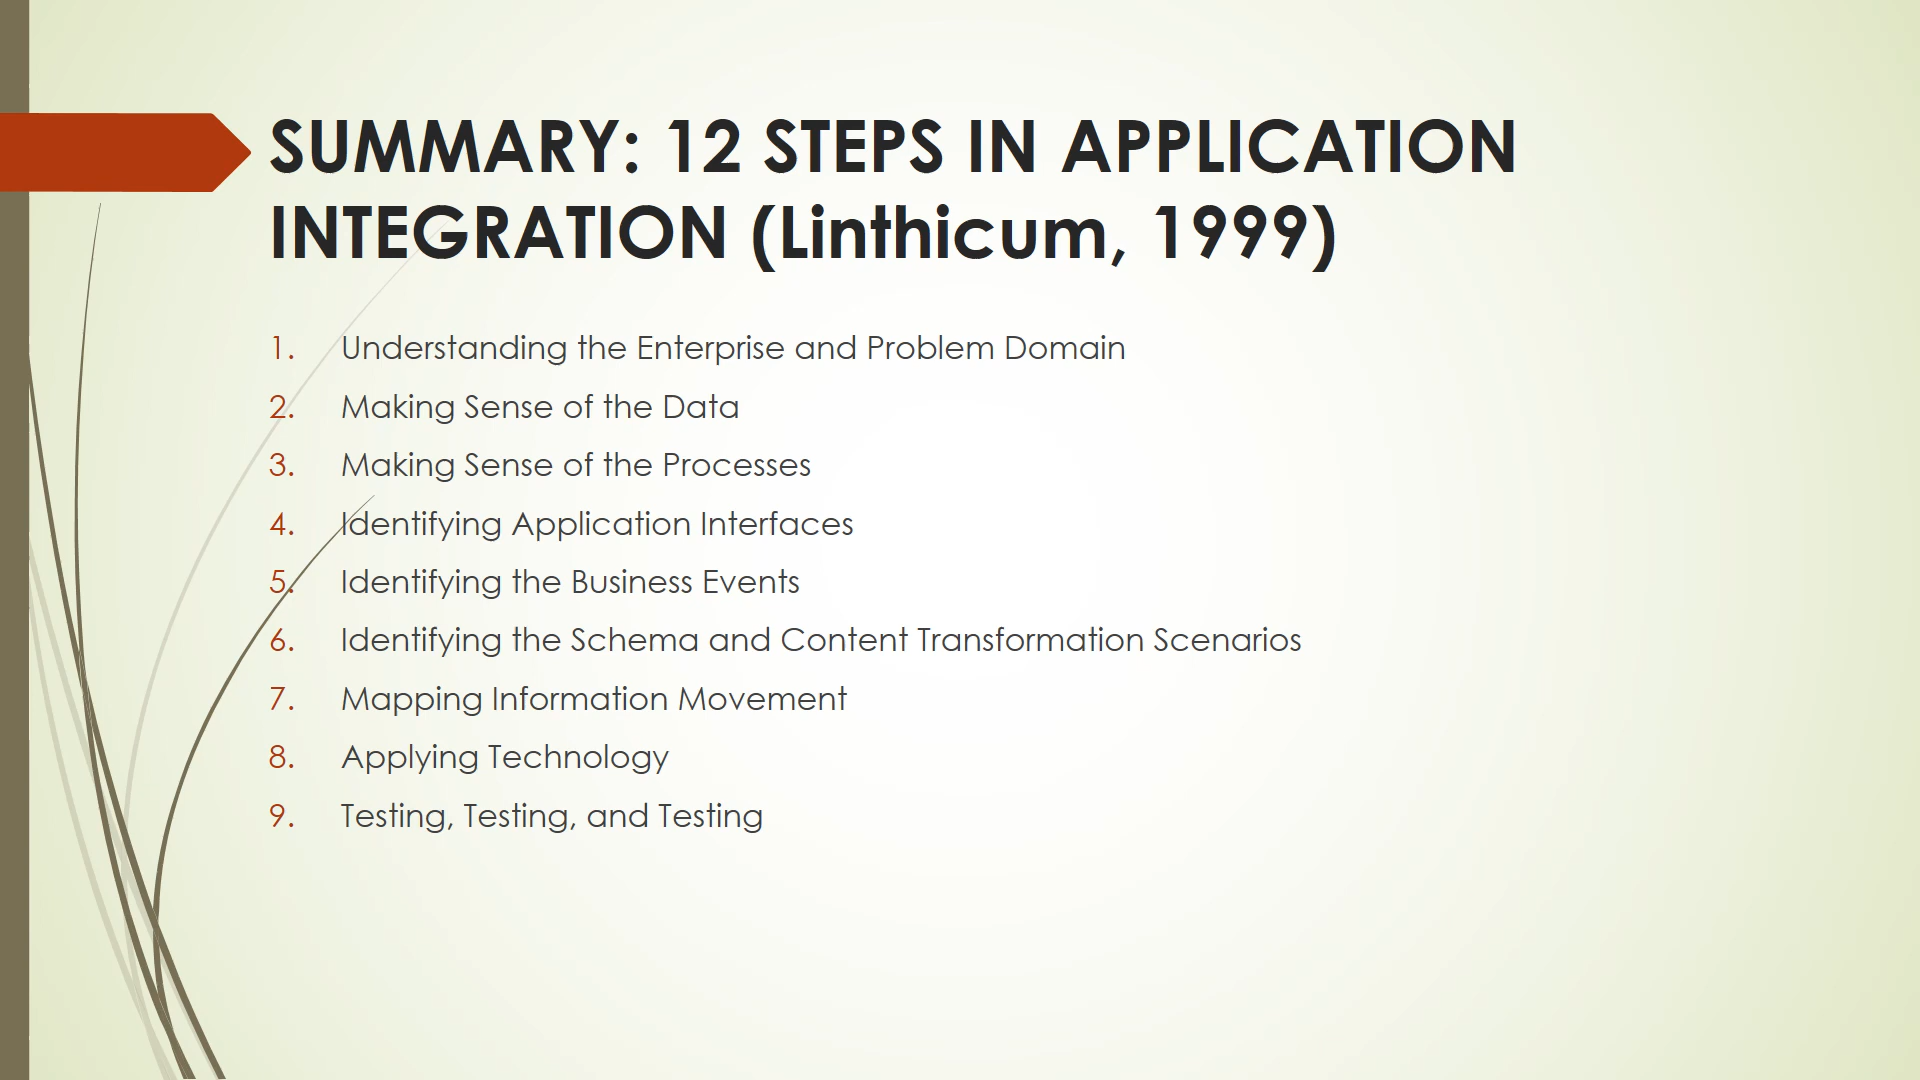 SUMMARY: 12 STEPS IN APPLICATION
INTEGRATION (Linthicum, 1999)
1. Understanding the Enterprise and Problem Domain
2. Making Sense of the Data
3. Making Sense of the Processes
4. Identifying Application Interfaces
5. Identifying the Business Events
6. Identifying the Schema and Content Transformation Scenarios
7. Mapping Information Movement
8. Applying Technology
9. Testing, Testing, and Testing